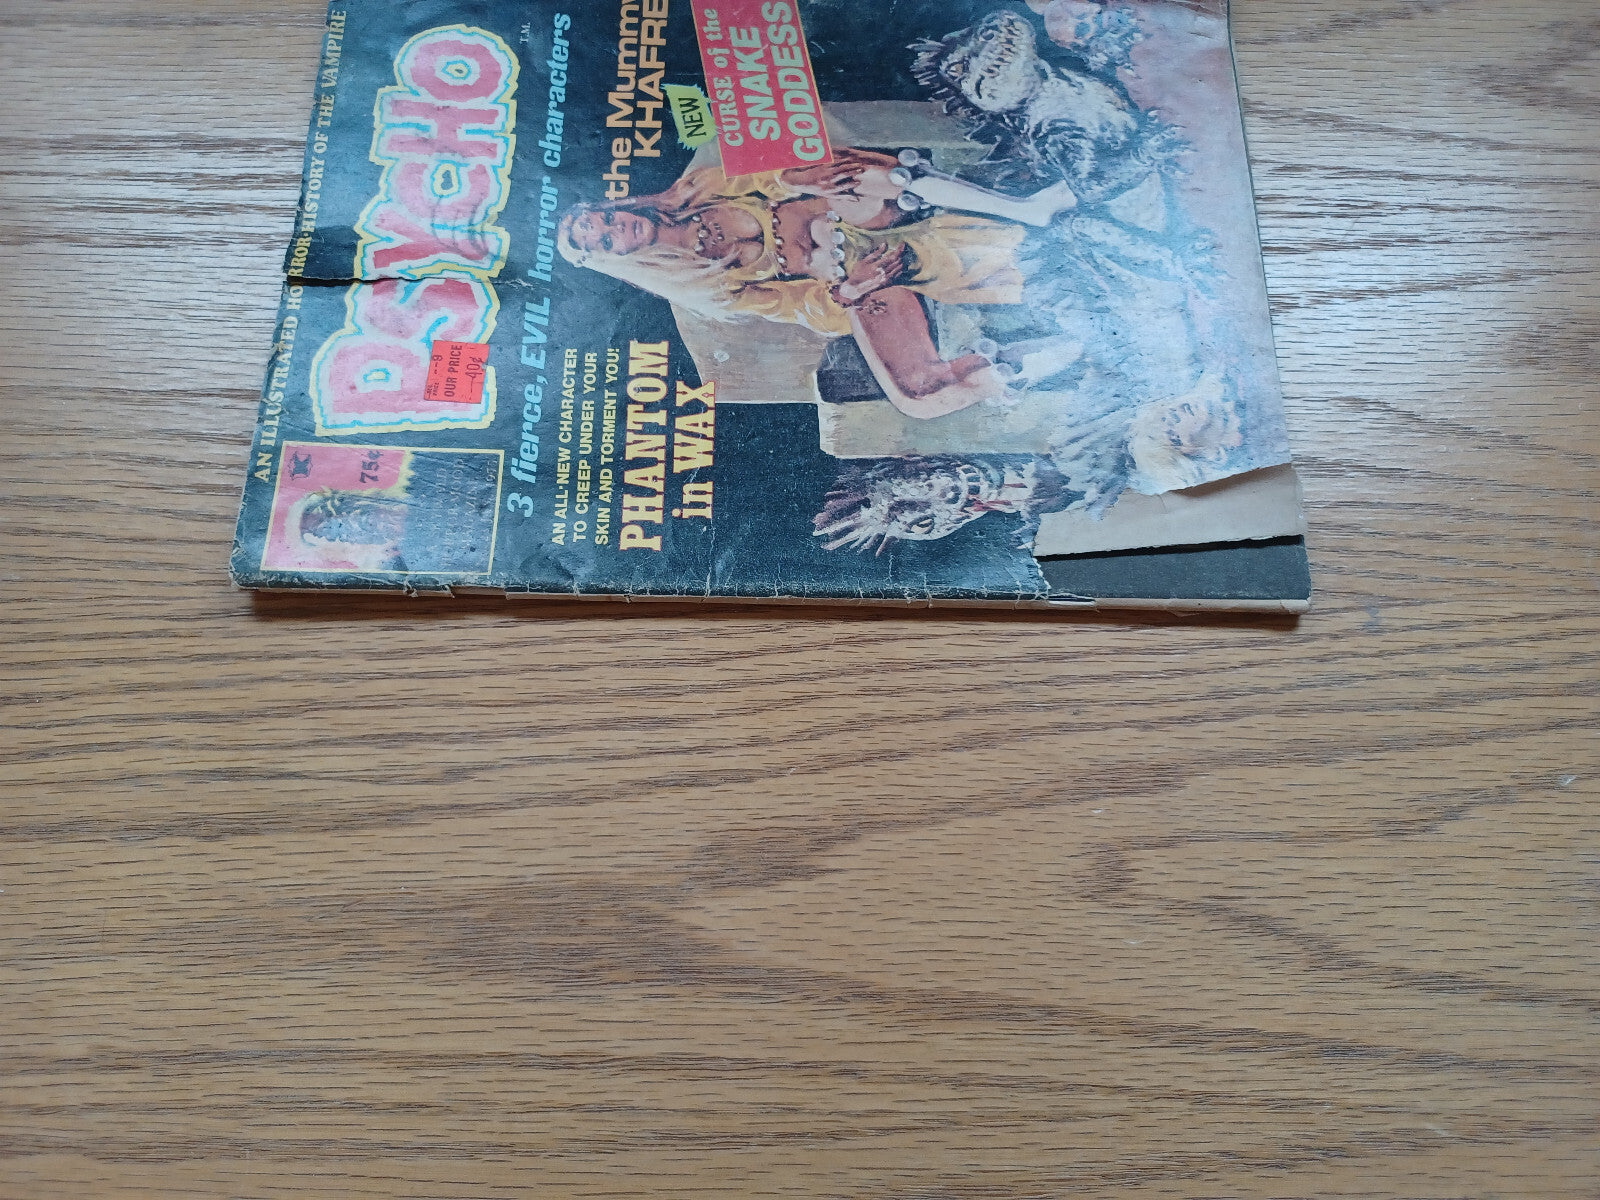 AN ILLUSTRATED HORROR-HISTORY OF THE VAMPIRE
75¢
PSYCHO
T.M.
OUR PRICE
40¢
3 fierce, EVIL horror characters
AN ALL-NEW CHARACTER
TO CREEP UNDER YOUR
SKIN AND TORMENT YOU!
PHANTOM
in WAX
the Mummy
KHAFRE
NEW
CURSE of the
SNAKE
GODDESS